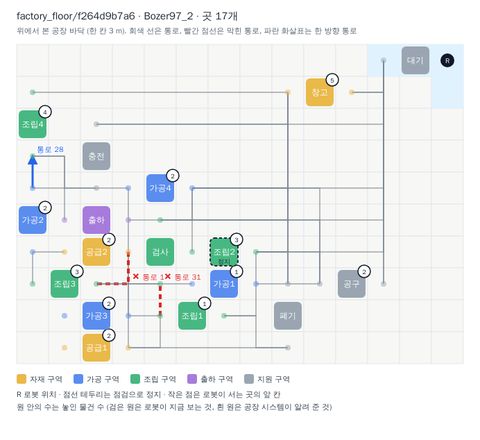 factory_floor/f264d9b7a6 · Bozer97_2 · 곳 17개
위에서 본 공장 바닥 (한 칸 3 m). 회색 선은 통로, 빨간 점선은 막힌 통로, 파란 화살표는 한 방향 통로
대기
R
창고
5
조립4
4
통로 28
충전
가공4
2
가공2
2
출하
공급2
2
검사
조립2
3
조립3
3
통로 1
통로 31
가공1
1
공구
2
가공3
2
조립1
1
폐기
공급1
2
자재 구역
가공 구역
조립 구역
출하 구역
지원 구역
R 로봇 위치 · 점선 테두리는 점검으로 정지 · 작은 점은 로봇이 서는 곳의 앞 칸
원 안의 수는 놓인 물건 수 (검은 원은 로봇이 지금 보는 것, 흰 원은 공장 시스템이 알려 준 것)